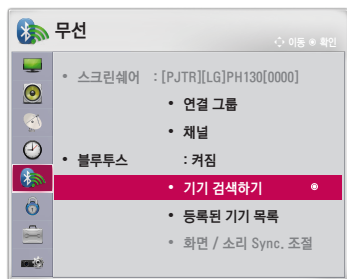 무선
이동 ◉ 확인
• 스크린쉐어 : [PJTR][LG]PH130[0000]
• 연결 그룹
• 채널
• 블루투스 : 켜짐
• 기기 검색하기 ◉
• 등록된 기기 목록
• 화면 / 소리 Sync. 조절